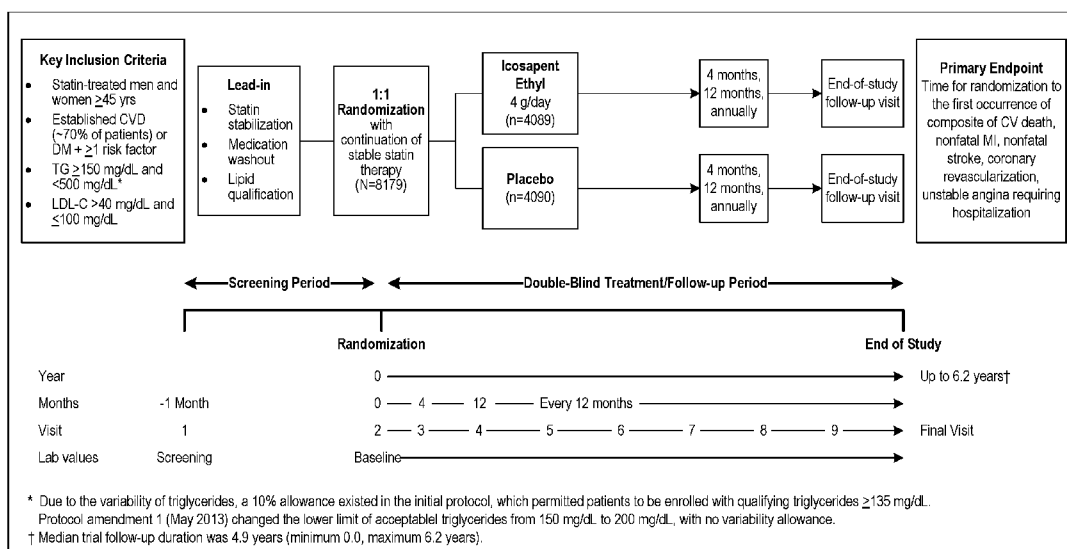 Key Inclusion Criteria
• Statin-treated men and
women ≥45 yrs
• Established CVD
(~70% of patients) or
DM + ≥1 risk factor
• TG ≥150 mg/dL and
<500 mg/dL*
• LDL-C >40 mg/dL and
≤100 mg/dL
Lead-in
• Statin
stabilization
• Medication
washout
• Lipid
qualification
1:1
Randomization
with
continuation of
stable statin
therapy
(N=8179)
Icosapent
Ethyl
4 g/day
(n=4089)
4 months,
12 months,
annually
End-of-study
follow-up visit
Placebo
(n=4090)
4 months,
12 months,
annually
End-of-study
follow-up visit
Primary Endpoint
Time for randomization to
the first occurrence of
composite of CV death,
nonfatal MI, nonfatal
stroke, coronary
revascularization,
unstable angina requiring
hospitalization
Screening Period
Double-Blind Treatment/Follow-up Period
Randomization
End of Study
Year 0 Up to 6.2 years†
Months -1 Month 0 4 12 Every 12 months
Visit 1 2 3 4 5 6 7 8 9 Final Visit
Lab values Screening Baseline
* Due to the variability of triglycerides, a 10% allowance existed in the initial protocol, which permitted patients to be enrolled with qualifying triglycerides ≥135 mg/dL.
Protocol amendment 1 (May 2013) changed the lower limit of acceptablel triglycerides from 150 mg/dL to 200 mg/dL, with no variability allowance.
† Median trial follow-up duration was 4.9 years (minimum 0.0, maximum 6.2 years).